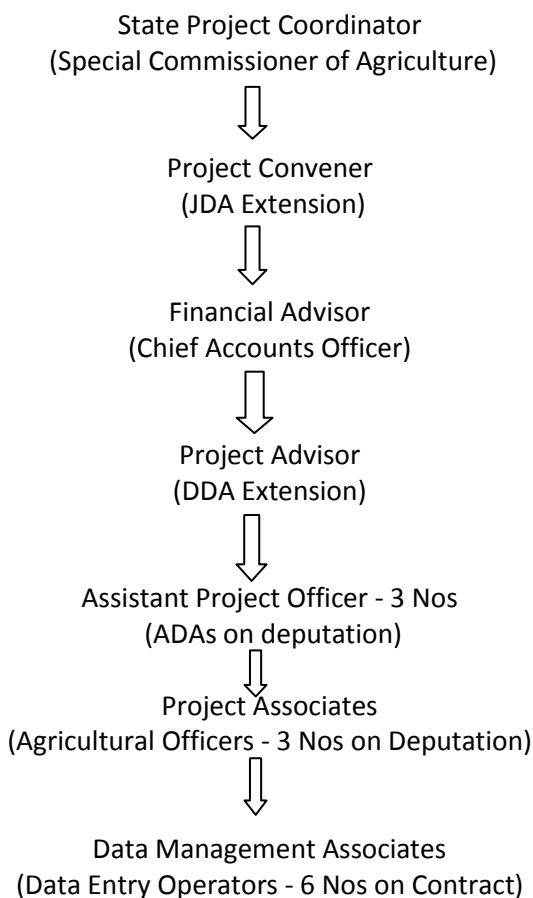 State Project Coordinator
(Special Commissioner of Agriculture)
Project Convener
(JDA Extension)
Financial Advisor
(Chief Accounts Officer)
Project Advisor
(DDA Extension)
Assistant Project Officer - 3 Nos
(ADAs on deputation)
Project Associates
(Agricultural Officers - 3 Nos on Deputation)
Data Management Associates
(Data Entry Operators - 6 Nos on Contract)